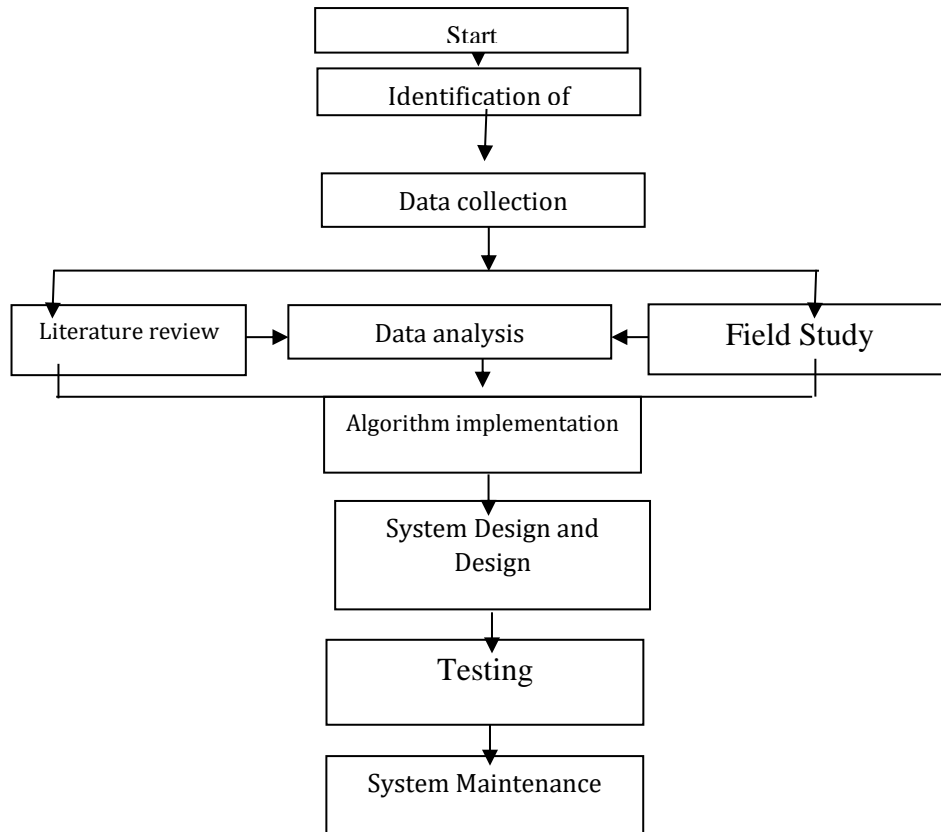 Start
Identification of
Data collection
Literature review
Data analysis
Field Study
Algorithm implementation
System Design and
Design
Testing
System Maintenance